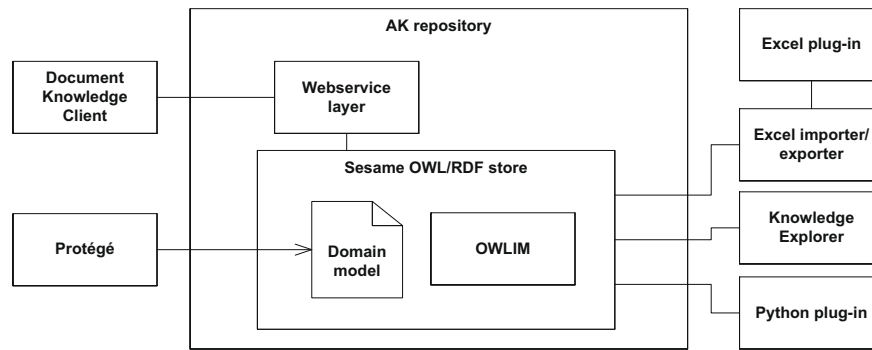 AK repository
Document
Knowledge
Client
Webservice
layer
Excel plug-in
Excel importer/
exporter
Sesame OWL/RDF store
Protégé
Domain
model
OWLIM
Knowledge
Explorer
Python plug-in